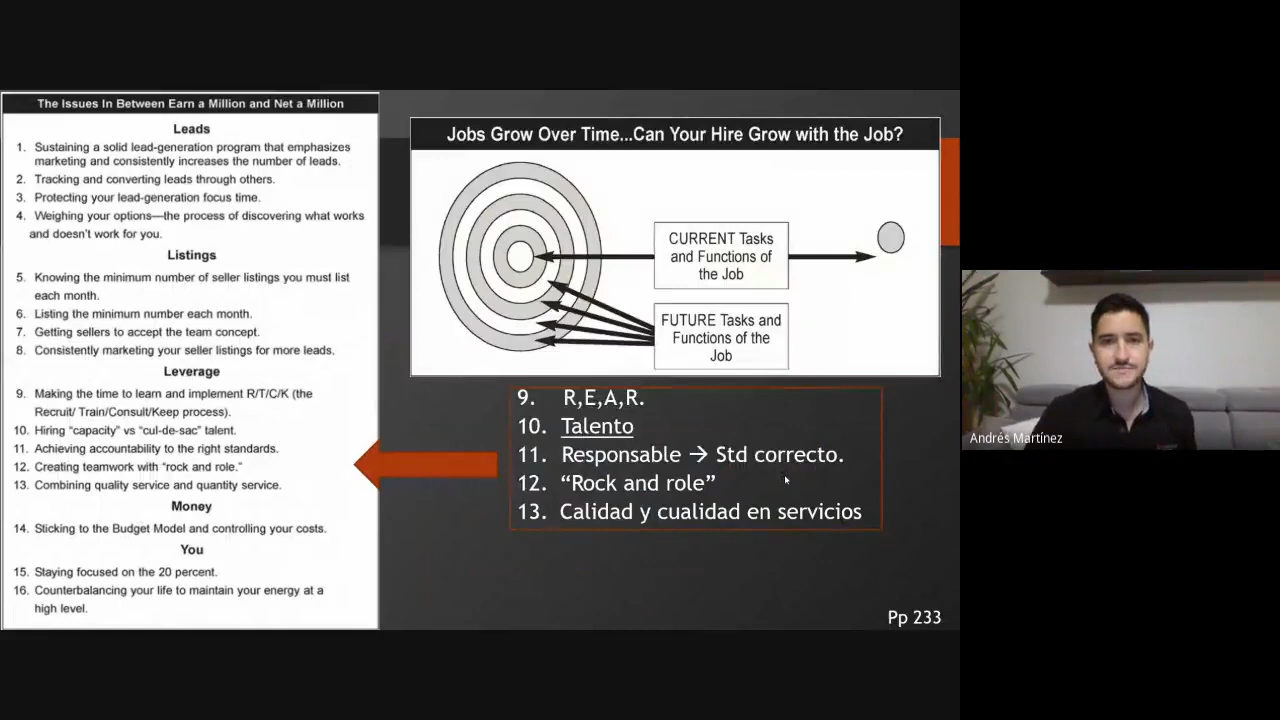 The Issues In Between Earn a Million and Net a Million
Leads
1. Sustaining a solid lead-generation program that emphasizes
marketing and consistently increases the number of leads.
2. Tracking and converting leads through others.
3. Protecting your lead-generation focus time.
4. Weighing your options—the process of discovering what works
and doesn't work for you.
Listings
5. Knowing the minimum number of seller listings you must list
each month.
6. Listing the minimum number each month.
7. Getting sellers to accept the team concept.
8. Consistently marketing your seller listings for more leads.
Leverage
9. Making the time to learn and implement R/T/C/K (the
Recruit/ Train/Consult/Keep process).
10. Hiring "capacity" vs "cul-de-sac" talent.
11. Achieving accountability to the right standards.
12. Creating teamwork with "rock and role."
13. Combining quality service and quantity service.
Money
14. Sticking to the Budget Model and controlling your costs.
You
15. Staying focused on the 20 percent.
16. Counterbalancing your life to maintain your energy at a
high level.
Jobs Grow Over Time...Can Your Hire Grow with the Job?
CURRENT Tasks
and Functions of
the Job
FUTURE Tasks and
Functions of the
Job
9. R,E,A,R.
10. Talento
11. Responsable → Std correcto.
12. “Rock and role”
13. Calidad y cualidad en servicios
Pp 233
Andrés Martínez